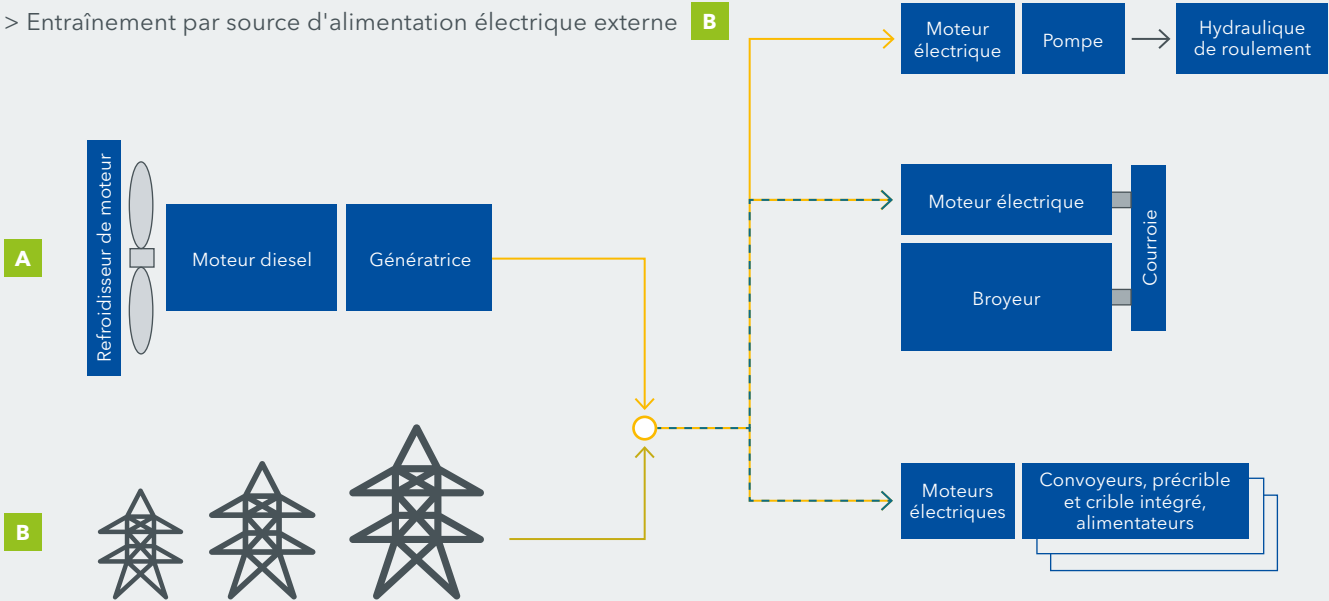 > Entraînement par source d'alimentation électrique externe B
Moteur
électrique
Pompe
Hydraulique
de roulement
A
Refroidisseur de moteur
Moteur diesel
Génératrice
Moteur électrique
Broyeur
Courroie
B
Moteurs
électriques
Convoyeurs, précrible
et crible intégré,
alimentateurs